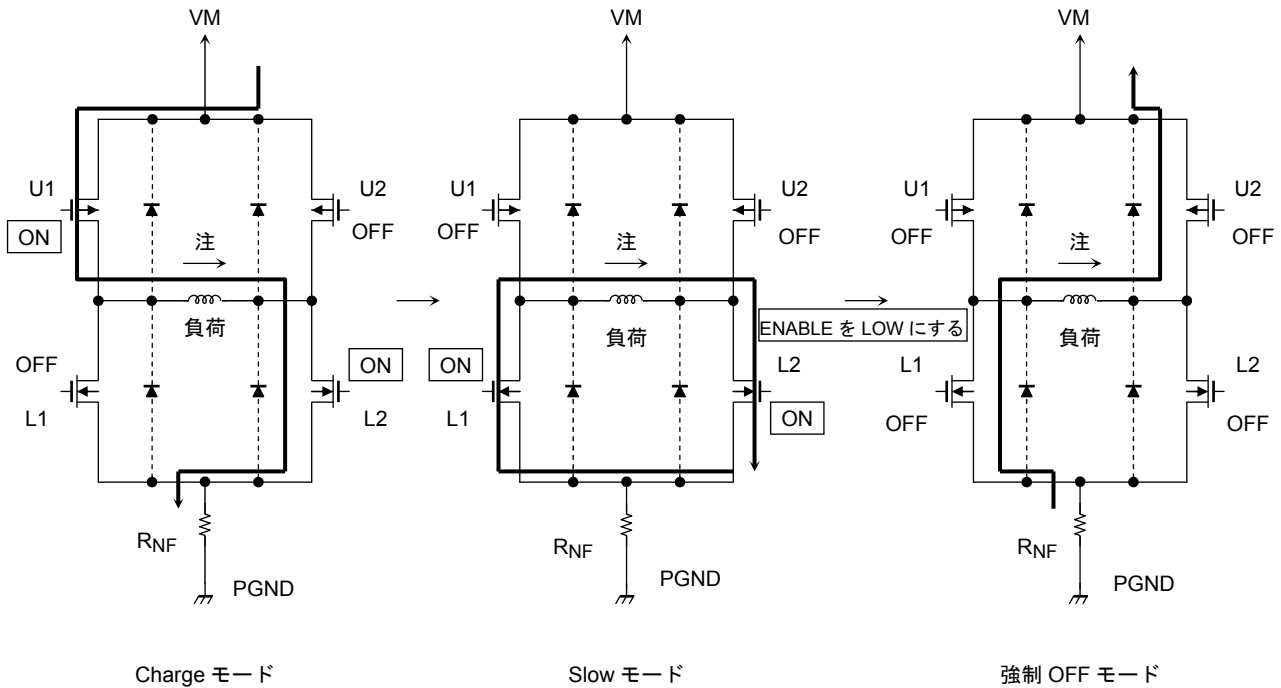 VM
U1
ON
U2
OFF
注
負荷
OFF
L1
ON
L2
RNF
PGND
Charge モード
VM
U1
OFF
U2
OFF
注
負荷
ON
L1
L2
ON
RNF
PGND
Slow モード
ENABLE を LOW にする
VM
U1
OFF
U2
OFF
注
負荷
L1
OFF
L2
OFF
RNF
PGND
強制 OFF モード